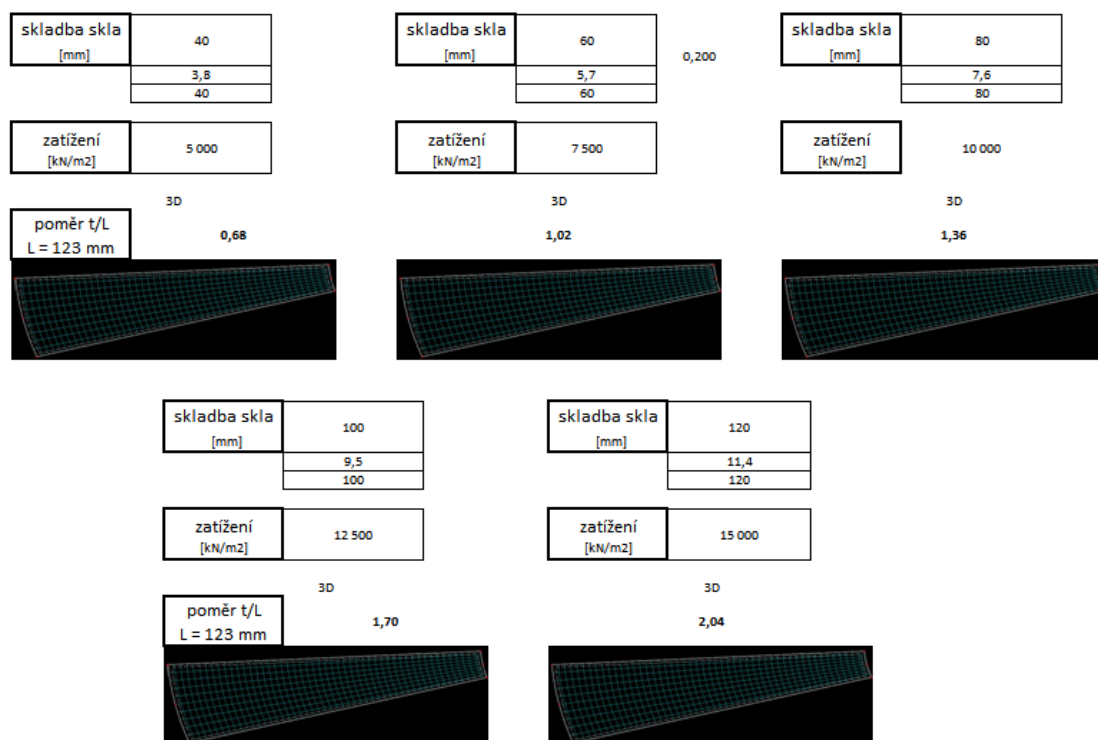 skladba skla
[mm]
40
3,8
40
zatížení
[kN/m2]
5 000
3D
poměr t/L
L = 123 mm
0,68
skladba skla
[mm]
60
5,7
60
0,200
zatížení
[kN/m2]
7 500
3D
1,02
skladba skla
[mm]
80
7,6
80
zatížení
[kN/m2]
10 000
3D
1,36
skladba skla
[mm]
100
9,5
100
zatížení
[kN/m2]
12 500
3D
poměr t/L
L = 123 mm
1,70
skladba skla
[mm]
120
11,4
120
zatížení
[kN/m2]
15 000
3D
2,04